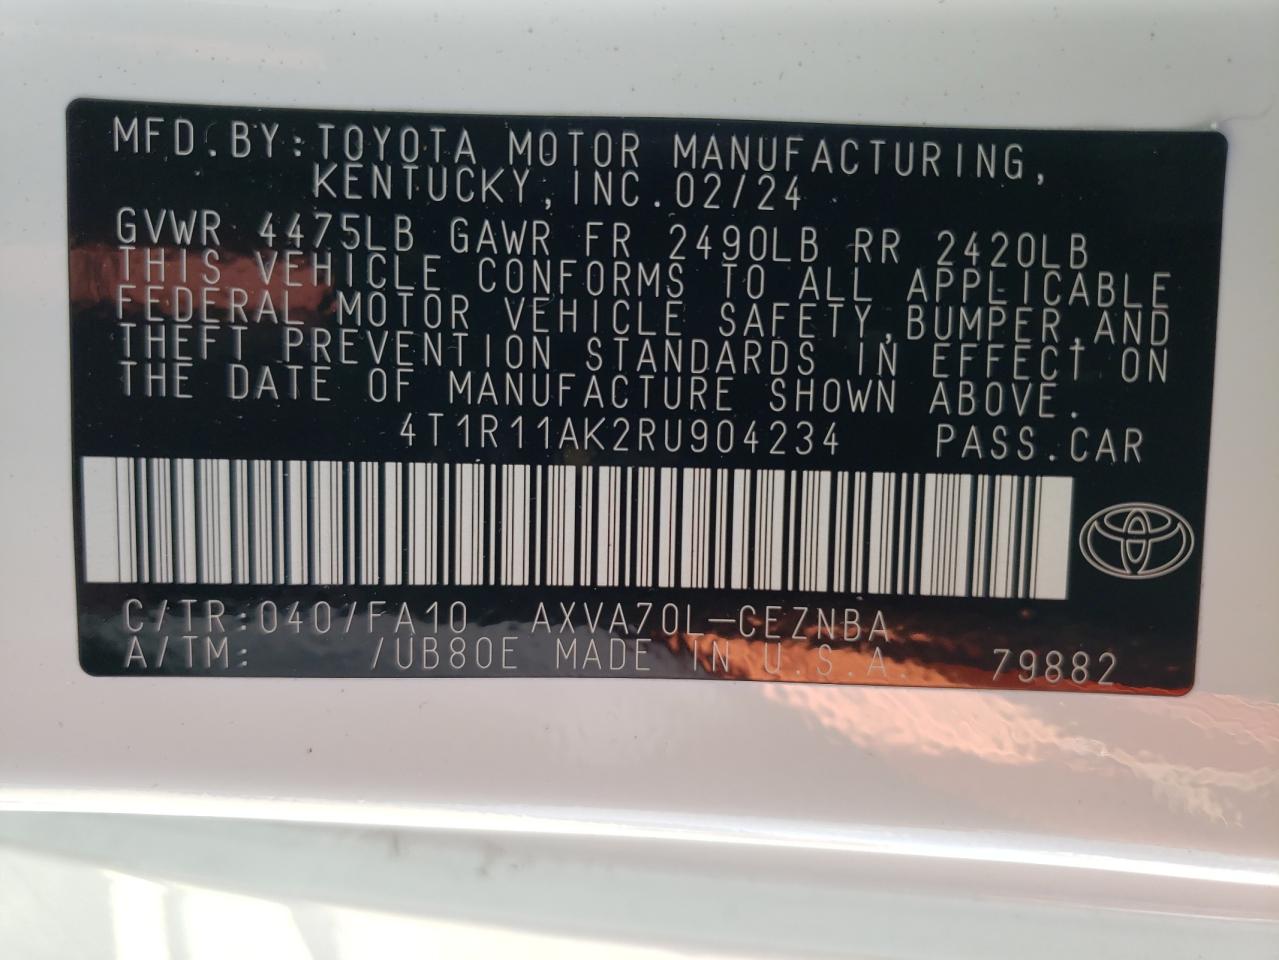 MFD.BY:TOYOTA MOTOR MANUFACTURING,
KENTUCKY,INC.02/24
GVWR 4475LB GAWR FR 2490LB RR 2420LB
THIS VEHICLE CONFORMS TO ALL APPLICABLE
FEDERAL MOTOR VEHICLE SAFETY,BUMPER,AND
THEFT PREVENTION STANDARDS IN EFFECT ON
THE DATE OF MANUFACTURE SHOWN ABOVE.
4T1R11AK2RU904234 PASS.CAR
C/TR:040/FA10 AXVA70L-CEZNBA
A/TM: /UB80E MADE IN U.S.A. 79882